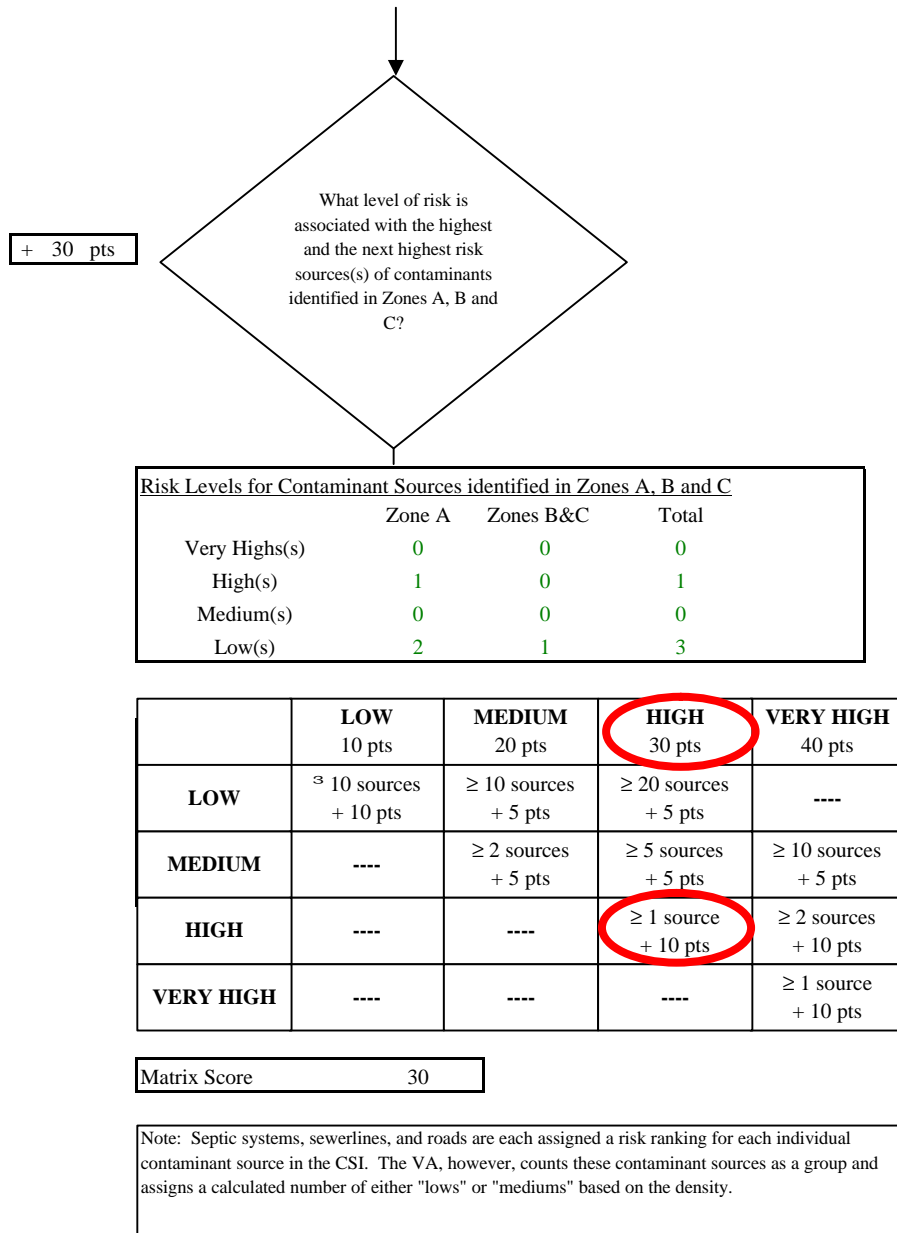 What level of risk is
associated with the highest
and the next highest risk
sources(s) of contaminants
identified in Zones A, B and
C?
+ 30 pts
Risk Levels for Contaminant Sources identified in Zones A, B and C
Zone A Zones B&C Total
Very Highs(s) 0 0 0
High(s) 1 0 1
Medium(s) 0 0 0
Low(s) 2 1 3
LOW MEDIUM HIGH VERY HIGH
10 pts 20 pts 30 pts 40 pts
LOW ³ 10 sources ≥ 10 sources ≥ 20 sources ----
+ 10 pts + 5 pts + 5 pts
MEDIUM ---- ≥ 2 sources ≥ 5 sources ≥ 10 sources
+ 5 pts + 5 pts + 5 pts
HIGH ---- ---- ≥ 1 source ≥ 2 sources
+ 10 pts + 10 pts
VERY HIGH ---- ---- ---- ≥ 1 source
+ 10 pts
Matrix Score 30
Note: Septic systems, sewerlines, and roads are each assigned a risk ranking for each individual
contaminant source in the CSI. The VA, however, counts these contaminant sources as a group and
assigns a calculated number of either "lows" or "mediums" based on the density.